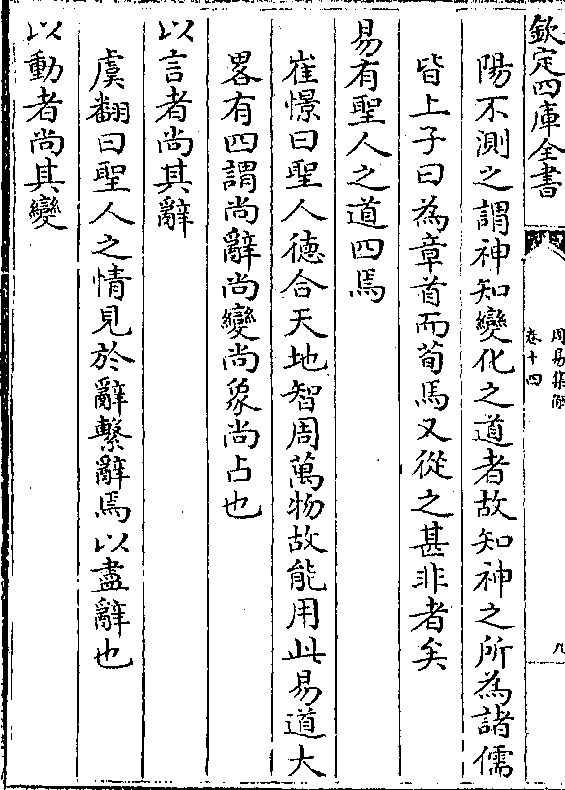 欽定四庫全書
周易集解
卷十四
九
陽不測之謂神知變化之道者故知神之所為諸儒
皆上子曰為章首而荀馬又從之甚非者矣
易有聖人之道四焉
崔憬曰聖人德合天地智周萬物故能用此易道大
畧有四謂尚辭尚變尚象尚占也
以言者尚其辭
虞翻曰聖人之情見於辭繫辭焉以盡辭也
以動者尚其變